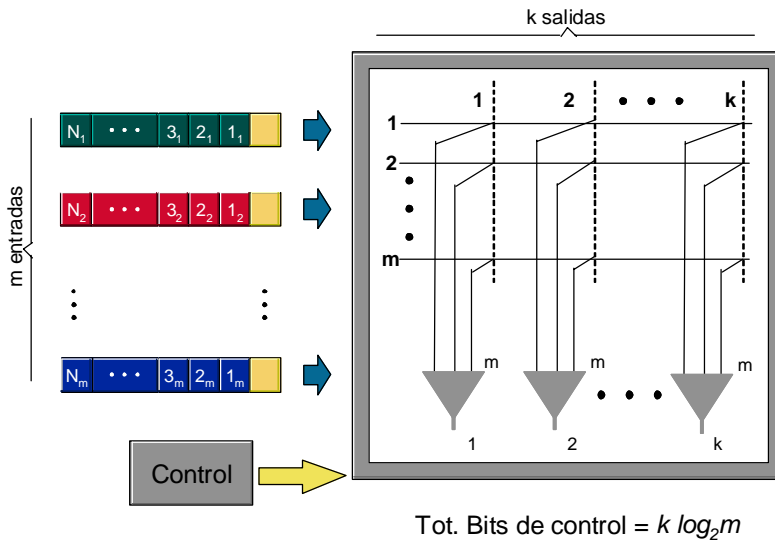 k salidas
1 2 • • • k
1
2
m
m entradas
N₁ • • • 3₁ 2₁ 1₁
N₂ • • • 3₂ 2₂ 1₂
Nₘ • • • 3ₘ 2ₘ 1ₘ
m m m
1 2 k
Control
Tot. Bits de control = k log₂m